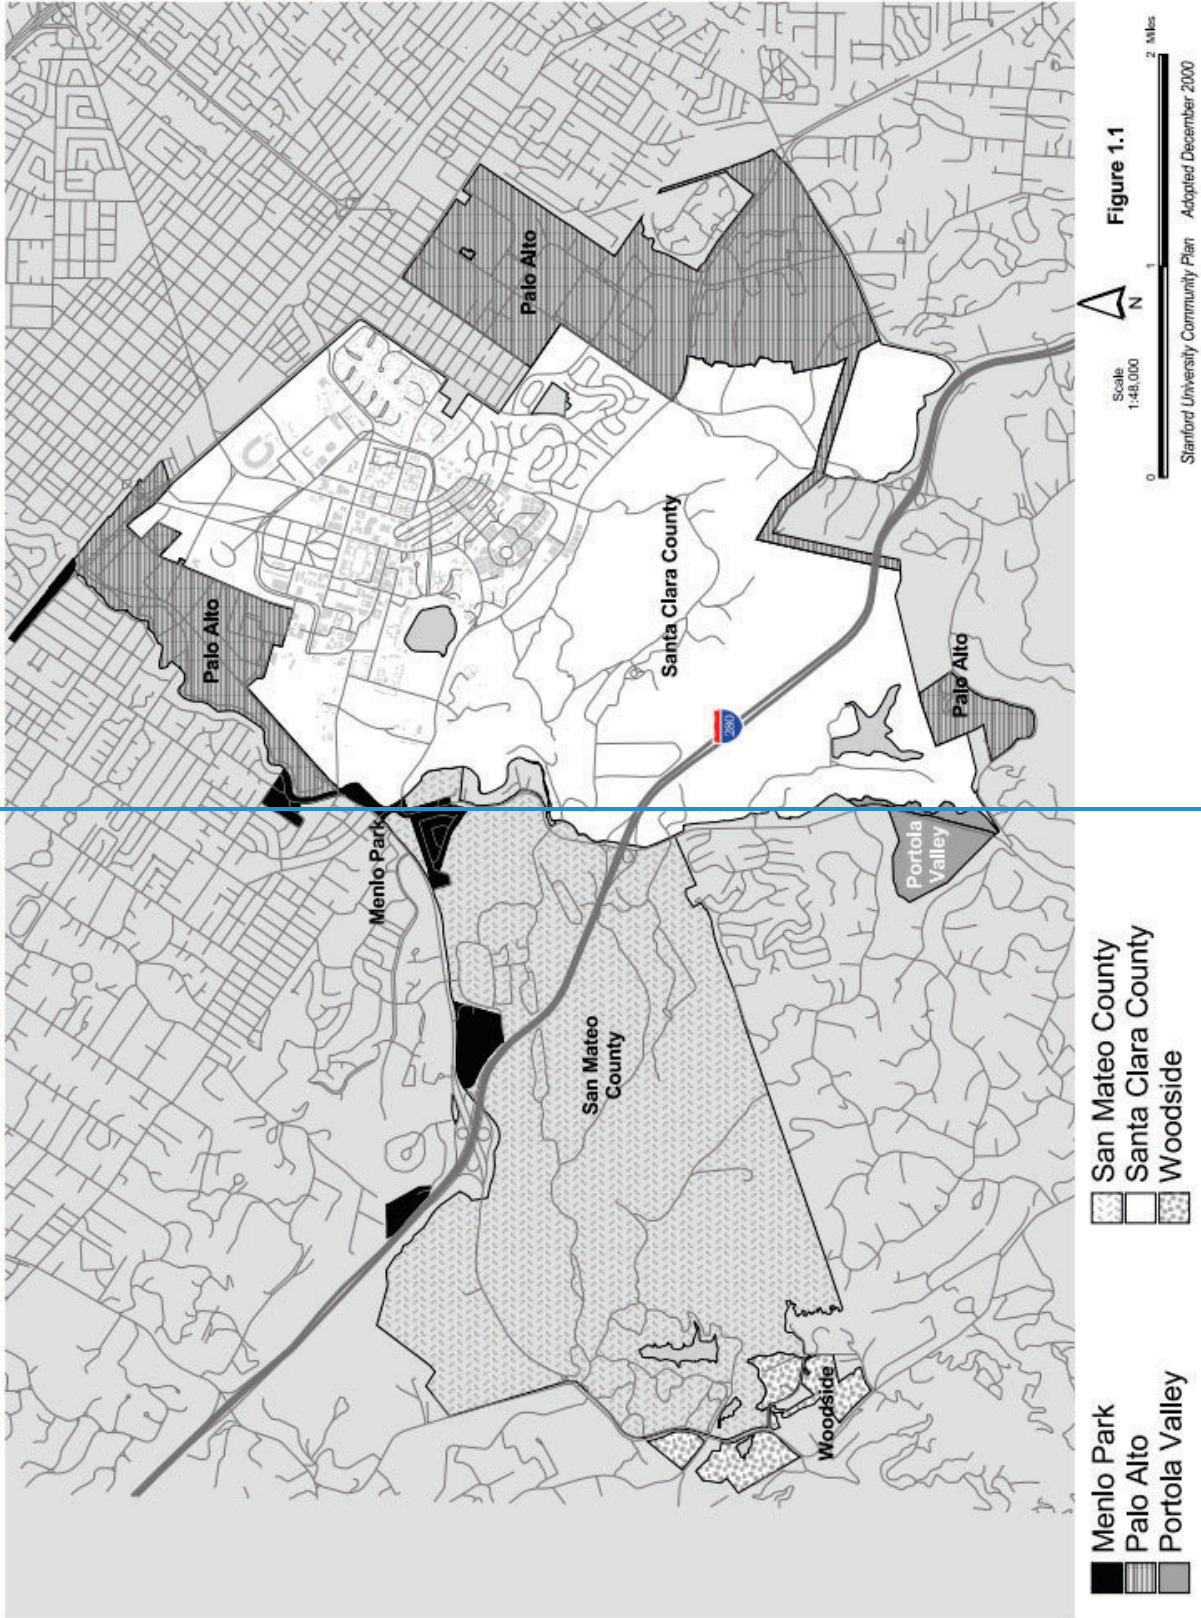 Palo Alto
Palo Alto
Menlo Park
Santa Clara County
San Mateo
County
280
Palo Alto
Portola
Valley
Woodside
Menlo Park
Palo Alto
Portola Valley
San Mateo County
Santa Clara County
Woodside
Scale
1:48,000
N
Figure 1.1
0 1 2 Miles
Stanford University Community Plan Adopted December 2000